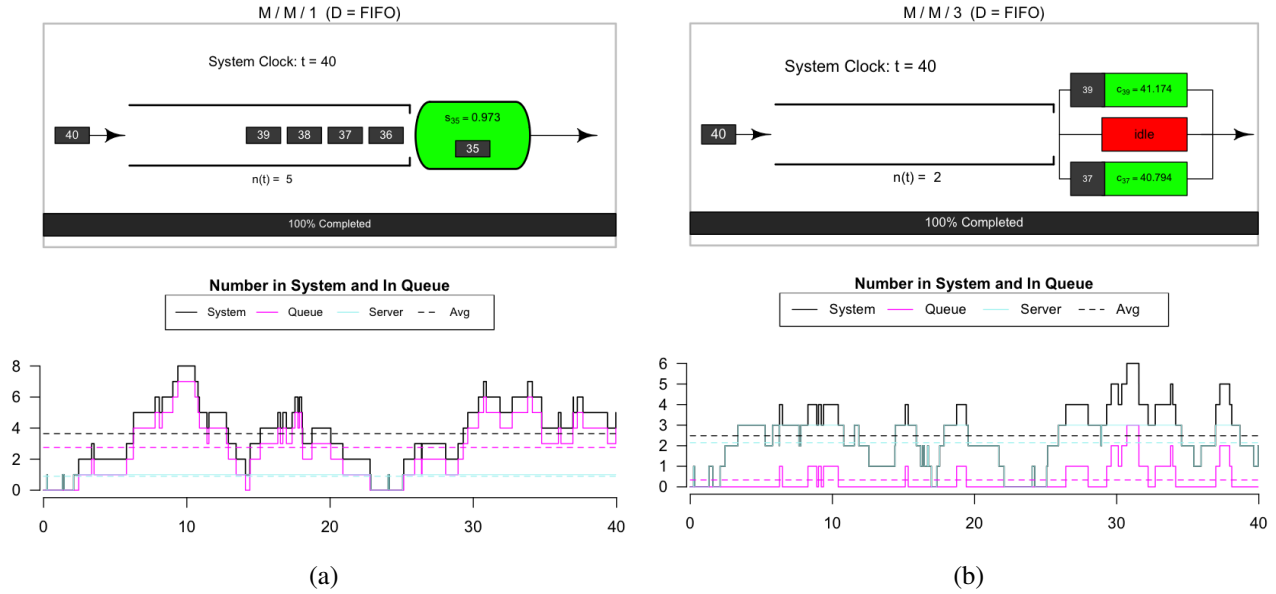 M / M / 1 (D = FIFO)
System Clock: t = 40
40
39 38 37 36
s35 = 0.973
35
n(t) = 5
100% Completed
Number in System and In Queue
System Queue Server Avg
8
6
4
2
0
0 10 20 30 40
(a)
M / M / 3 (D = FIFO)
System Clock: t = 40
39 c39 = 41.174
40
idle
37 c37 = 40.794
n(t) = 2
100% Completed
Number in System and In Queue
System Queue Server Avg
6
5
4
3
2
1
0
0 10 20 30 40
(b)